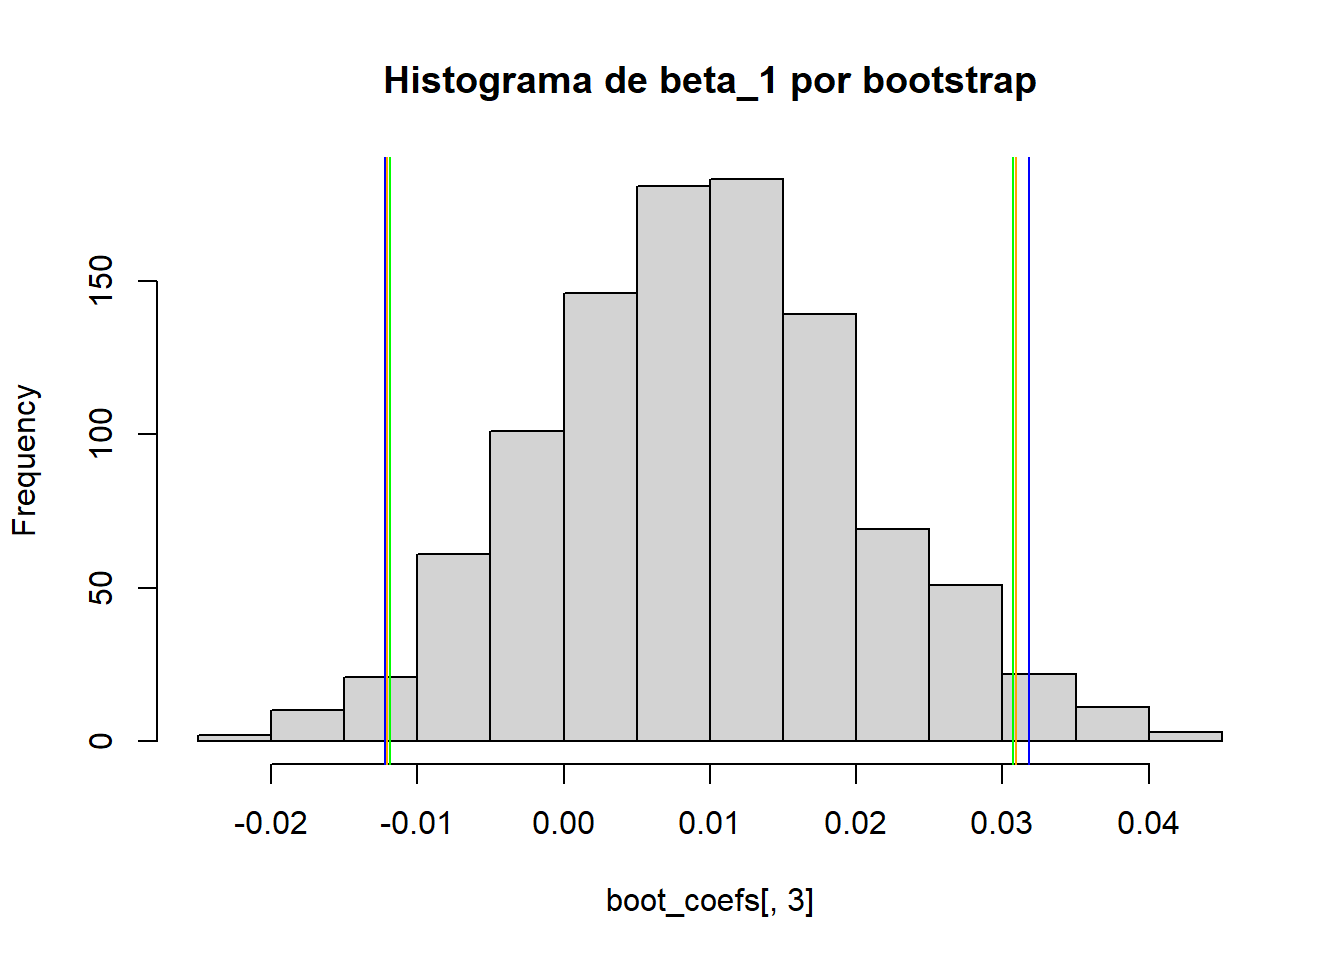 Histograma de beta_1 por bootstrap
Frequency
150
100
50
0
-0.02 -0.01 0.00 0.01 0.02 0.03 0.04
boot_coefs[, 3]